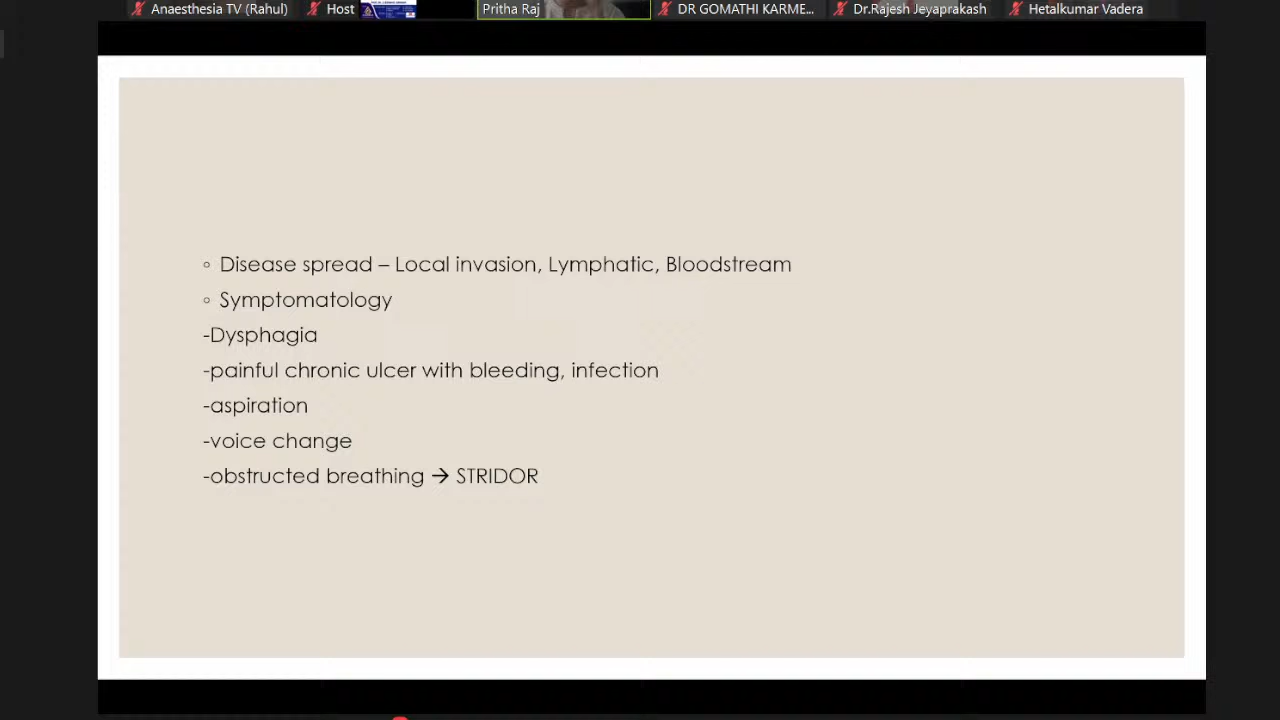 Anaesthesia TV (Rahul) Host Pritha Raj DR GOMATHI KARME... Dr.Rajesh Jeyaprakash Hetalkumar Vadera
◦ Disease spread – Local invasion, Lymphatic, Bloodstream
◦ Symptomatology
-Dysphagia
-painful chronic ulcer with bleeding, infection
-aspiration
-voice change
-obstructed breathing → STRIDOR